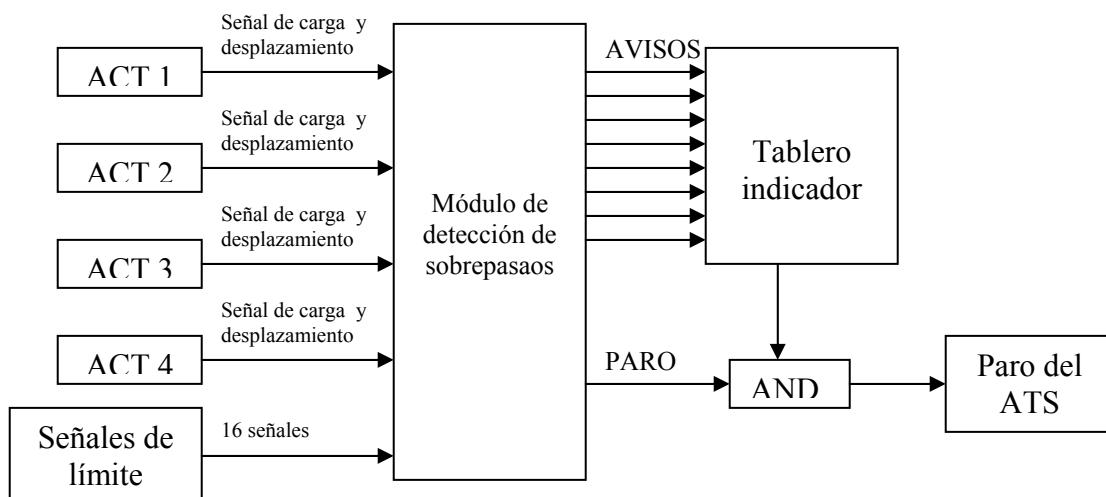 Señal de carga y
desplazamiento
ACT 1
Señal de carga y
desplazamiento
ACT 2
Señal de carga y
desplazamiento
ACT 3
Señal de carga y
desplazamiento
ACT 4
Señales de
límite
16 señales
Módulo de
detección de
sobrepasaos
AVISOS
Tablero
indicador
PARO
AND
Paro del
ATS